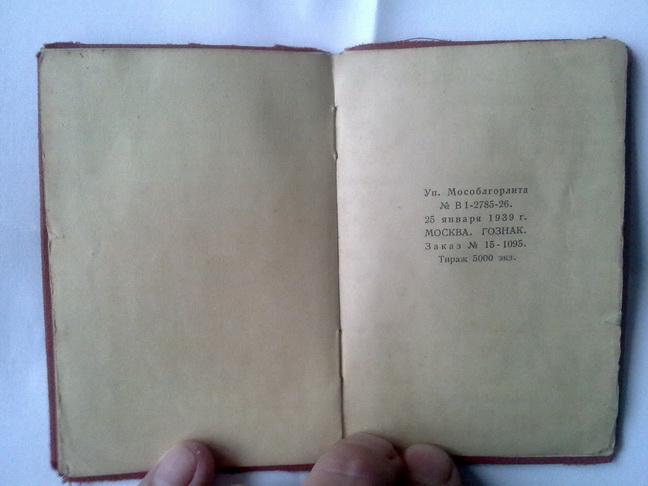 Уп. Мособлгорлита
№ В 1-2785-26.
25 января 1939 г.
МОСКВА. ГОЗНАК.
Заказ № 15-1095.
Тираж 5000 экз.